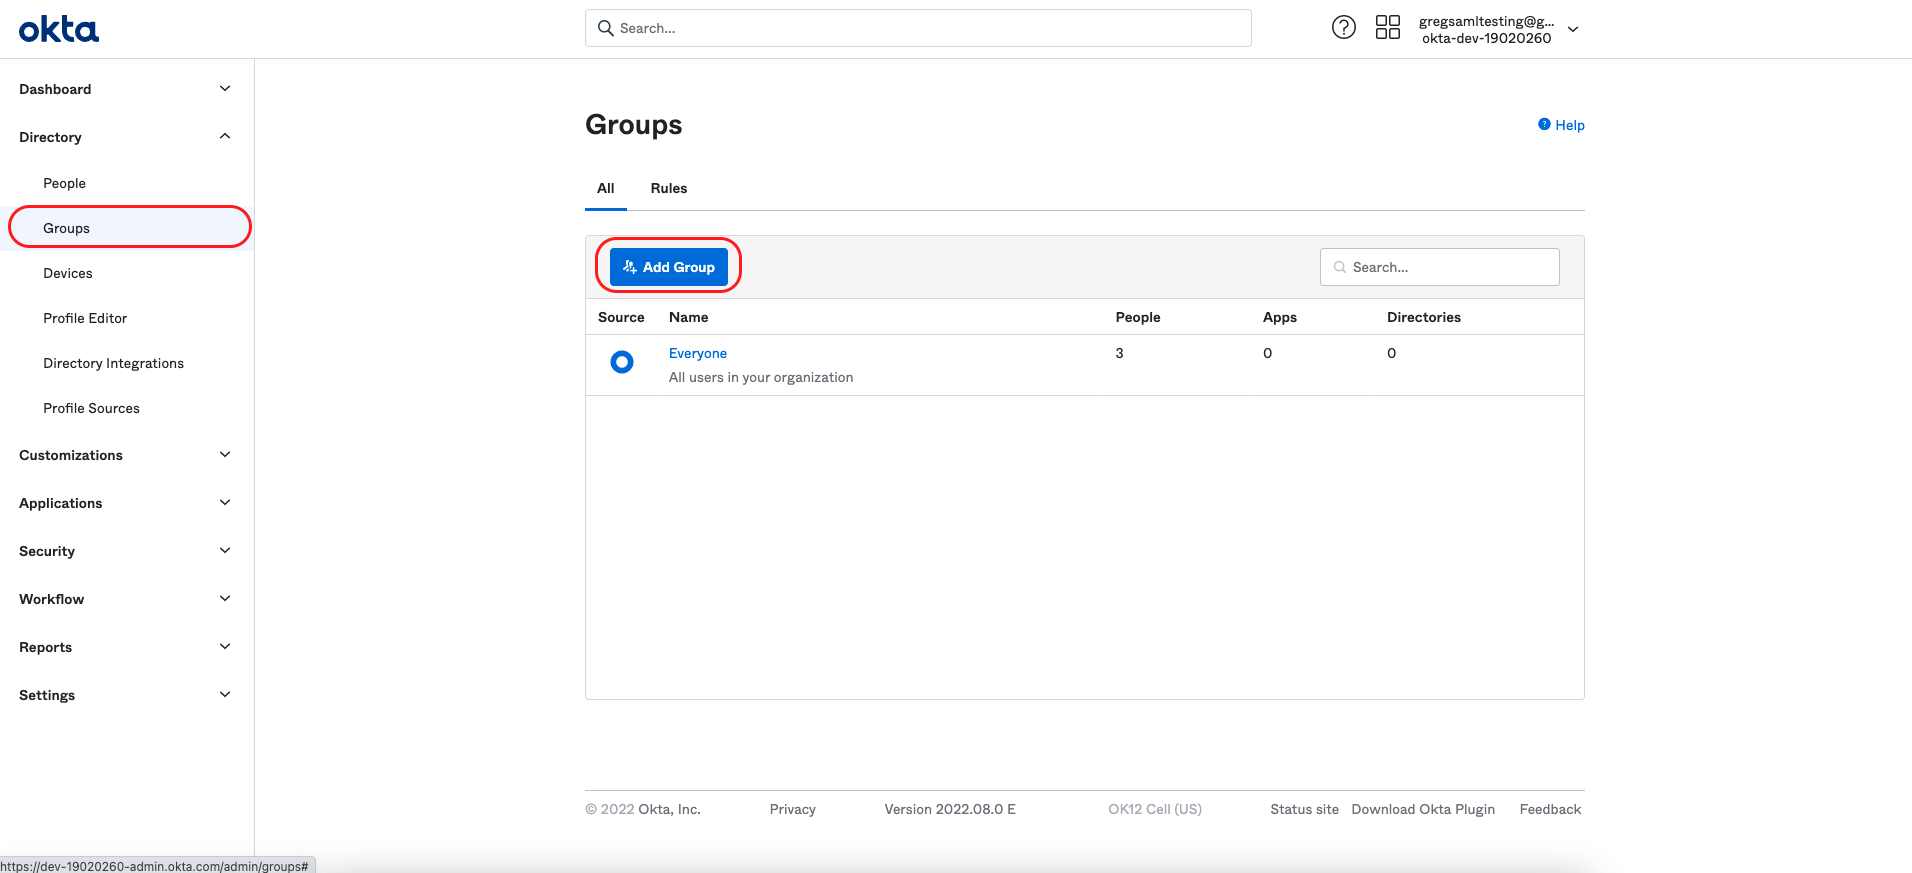 okta
Search...
gregsamltesting@g...
okta-dev-19020260
Dashboard
Directory
People
Groups
Devices
Profile Editor
Directory Integrations
Profile Sources
Customizations
Applications
Security
Workflow
Reports
Settings
Groups
Help
All Rules
Add Group
Search...
Source Name People Apps Directories
Everyone 3 0 0
All users in your organization
© 2022 Okta, Inc. Privacy Version 2022.08.0 E OK12 Cell (US) Status site Download Okta Plugin Feedback
https://dev-19020260-admin.okta.com/admin/groups#